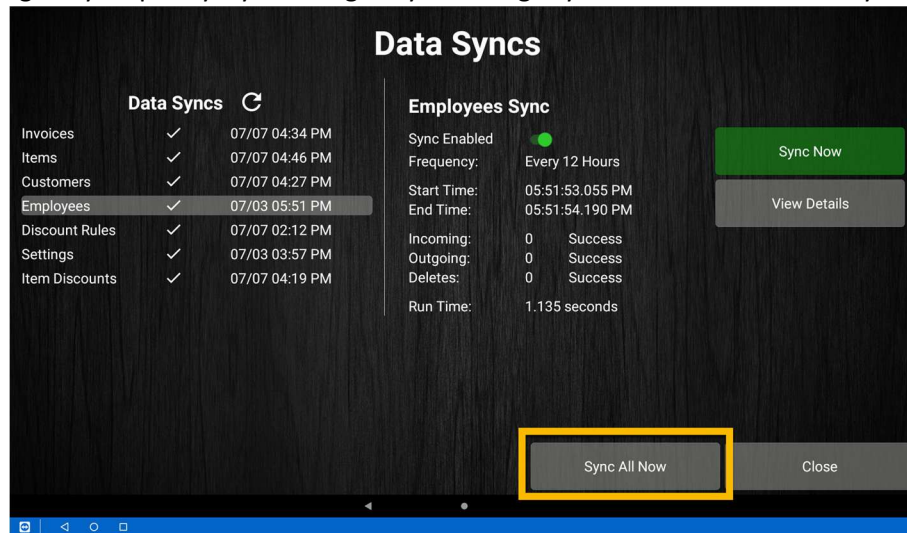 Data Syncs
Data Syncs
Invoices 07/07 04:34 PM
Items 07/07 04:46 PM
Customers 07/07 04:27 PM
Employees 07/03 05:51 PM
Discount Rules 07/07 02:12 PM
Settings 07/03 03:57 PM
Item Discounts 07/07 04:19 PM
Employees Sync
Sync Enabled
Frequency: Every 12 Hours
Start Time: 05:51:53.055 PM
End Time: 05:51:54.190 PM
Incoming: 0 Success
Outgoing: 0 Success
Deletes: 0 Success
Run Time: 1.135 seconds
Sync Now
View Details
Sync All Now
Close